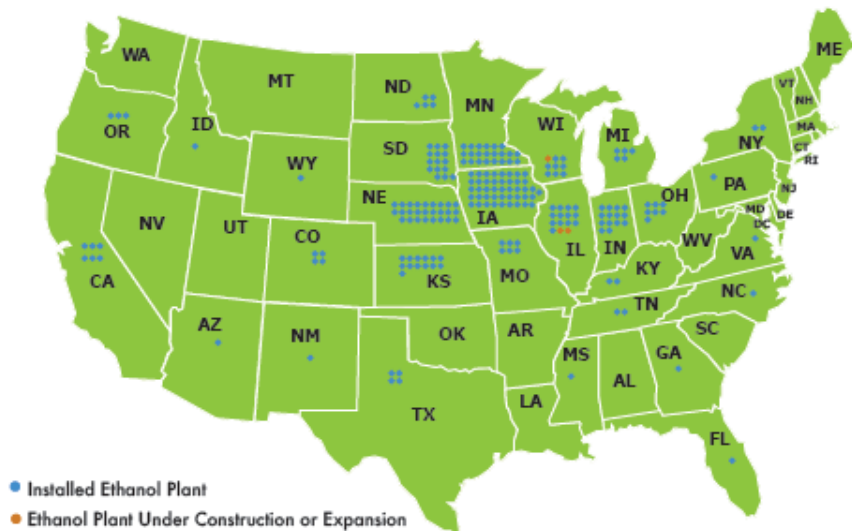 WA
MT
ND
MN
ME
VT
NH
OR
ID
WI
MI
MA
NY
CT
RI
WY
SD
NE
IA
PA
NJ
OH
MD
DE
DC
NV
UT
CO
IL
IN
WV
VA
CA
KS
MO
KY
NC
AZ
NM
OK
AR
TN
SC
MS
AL
GA
LA
TX
FL
Installed Ethanol Plant
Ethanol Plant Under Construction or Expansion